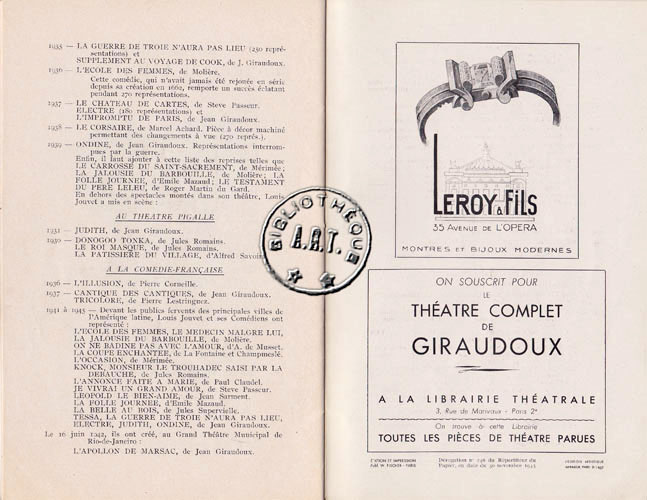 1935 — LA GUERRE DE TROIE N'AURA PAS LIEU (250 repré-
sentations) et
SUPPLEMENT AU VOYAGE DE COOK, de J. Giraudoux.
1936 — L'ECOLE DES FEMMES, de Molière.
Cette comédie, qui n'avait jamais été rejouée en série
depuis sa création en 1662, remporte un succès éclatant
pendant 270 représentations.
1937 — LE CHATEAU DE CARTES, de Steve Passeur.
ELECTRE (180 représentations) et
L'IMPROMPTU DE PARIS, de Jean Giraudoux.
1938 — LE CORSAIRE, de Marcel Achard. Pièce à décor machiné
permettant des changements à vue (270 représ.).
1939 — ONDINE, de Jean Giraudoux. Représentations interrom-
pues par la guerre.
Enfin, il faut ajouter à cette liste des reprises telles que
LE CARROSSE DU SAINT-SACREMENT, de Mérimée;
LA JALOUSIE DU BARBOUILLE, de Molière; LA
FOLLE JOURNEE, d'Emile Mazaud; LE TESTAMENT
DU PERE LELEU, de Roger Martin du Gard.
En dehors des spectacles montés dans son théâtre, Louis
Jouvet a mis en scène :
AU THEATRE PIGALLE
JUDITH, de Jean Giraudoux.
1930 — DONOGOO TONKA, de Jules Romains.
LE ROI MASQUE, de Jules Romains.
LA PATISSIERE DU VILLAGE, d'Alfred Savoir
A LA COMEDIE-FRANÇAISE
1936 — L'ILLUSION, de Pierre Corneille.
1937 — CANTIQUE DES CANTIQUES, de Jean Giraudoux.
TRICOLORE, de Pierre Lestringuez.
1941 à 1945 — Devant les publics fervents des principales villes de
l'Amérique latine, Louis Jouvet et ses Comédiens ont
représenté :
L'ECOLE DES FEMMES, LE MEDECIN MALGRE LUI,
LA JALOUSIE DU BARBOUILLE, de Molière.
ON NE BADINE PAS AVEC L'AMOUR, d'A. de Musset.
LA COUPE ENCHANTEE, de La Fontaine et Champmeslé.
L'OCCASION, de Mérimée.
KNOCK, MONSIEUR LE TROUHADEC SAISI PAR LA
DEBAUCHE, de Jules Romains.
L'ANNONCE FAITE A MARIE, de Paul Claudel.
JE VIVRAI UN GRAND AMOUR, de Steve Passeur.
LEOPOLD LE BIEN-AIME, de Jean Sarment.
LA FOLLE JOURNEE, d'Emile Mazaud.
LA BELLE AU BOIS, de Jules Supervielle.
TESSA, LA GUERRE DE TROIE N'AURA PAS LIEU,
ELECTRE, JUDITH, ONDINE, de Jean Giraudoux.
Le 16 juin 1942, ils ont créé, au Grand Théâtre Municipal de
Rio-de-Janeiro :
L'APOLLON DE MARSAC, de Jean Giraudoux.
BIBLIOTHÈQUE
A.R.T.
LEROY & FILS
35 AVENUE DE L'OPERA
MONTRES ET BIJOUX MODERNES
ON SOUSCRIT POUR
LE
THÉATRE COMPLET
DE
GIRAUDOUX
A LA LIBRAIRIE THÉATRALE
3, Rue de Marivaux - Paris 2e
On trouve à cette Librairie
TOUTES LES PIÈCES DE THÉATRE PARUES
Dérogation n° 798 du Répartiteur du
Papier, en date du 30 novembre 1945